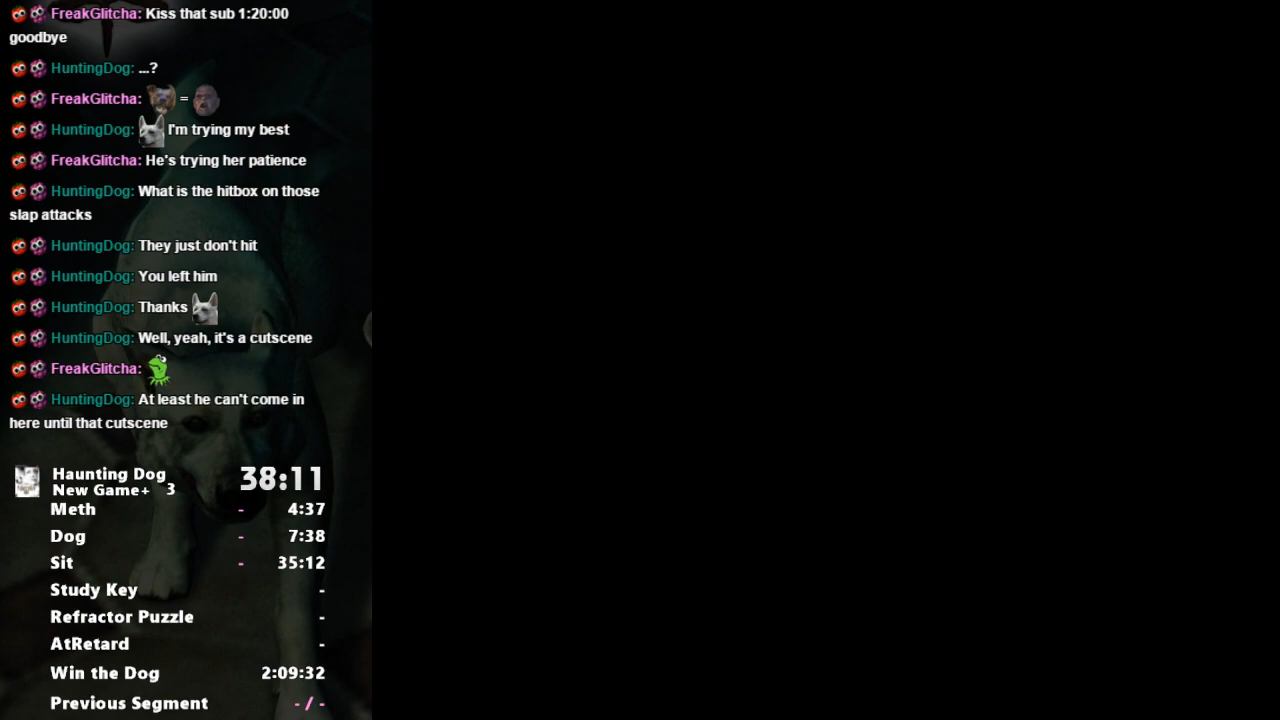 FreakGlitcha: Kiss that sub 1:20:00
goodbye
HuntingDog: ...?
FreakGlitcha: =
HuntingDog: I'm trying my best
FreakGlitcha: He's trying her patience
HuntingDog: What is the hitbox on those
slap attacks
HuntingDog: They just don't hit
HuntingDog: You left him
HuntingDog: Thanks
HuntingDog: Well, yeah, it's a cutscene
FreakGlitcha:
HuntingDog: At least he can't come in
here until that cutscene
Haunting Dog 38:11
New Game+ 3
Meth - 4:37
Dog - 7:38
Sit - 35:12
Study Key -
Refractor Puzzle -
AtRetard -
Win the Dog 2:09:32
Previous Segment - / -